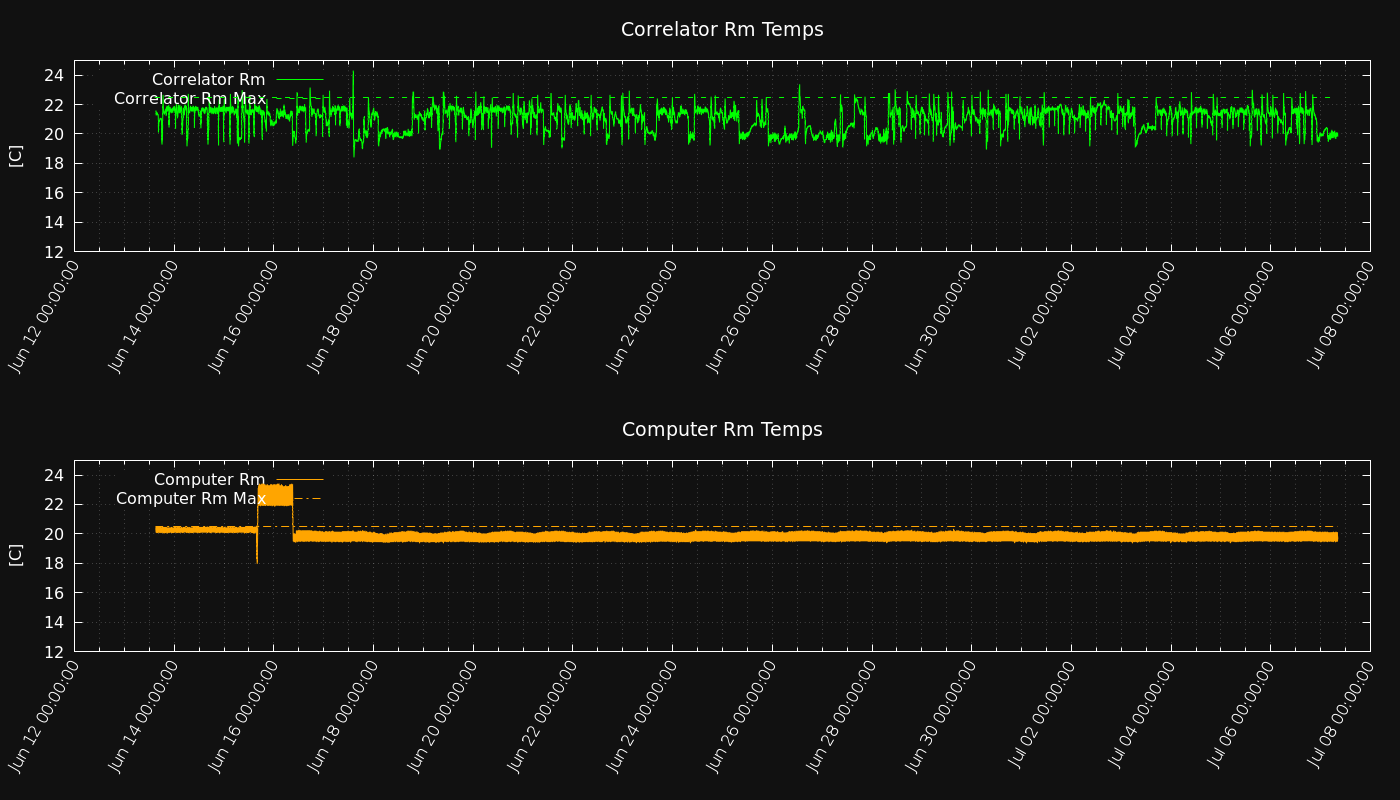 Correlator Rm Temps
Correlator Rm
Correlator Rm Max
[C]
24
22
20
18
16
14
12
Jun 12 00:00:00
Jun 14 00:00:00
Jun 16 00:00:00
Jun 18 00:00:00
Jun 20 00:00:00
Jun 22 00:00:00
Jun 24 00:00:00
Jun 26 00:00:00
Jun 28 00:00:00
Jun 30 00:00:00
Jul 02 00:00:00
Jul 04 00:00:00
Jul 06 00:00:00
Jul 08 00:00:00
Computer Rm Temps
Computer Rm
Computer Rm Max
[C]
24
22
20
18
16
14
12
Jun 12 00:00:00
Jun 14 00:00:00
Jun 16 00:00:00
Jun 18 00:00:00
Jun 20 00:00:00
Jun 22 00:00:00
Jun 24 00:00:00
Jun 26 00:00:00
Jun 28 00:00:00
Jun 30 00:00:00
Jul 02 00:00:00
Jul 04 00:00:00
Jul 06 00:00:00
Jul 08 00:00:00